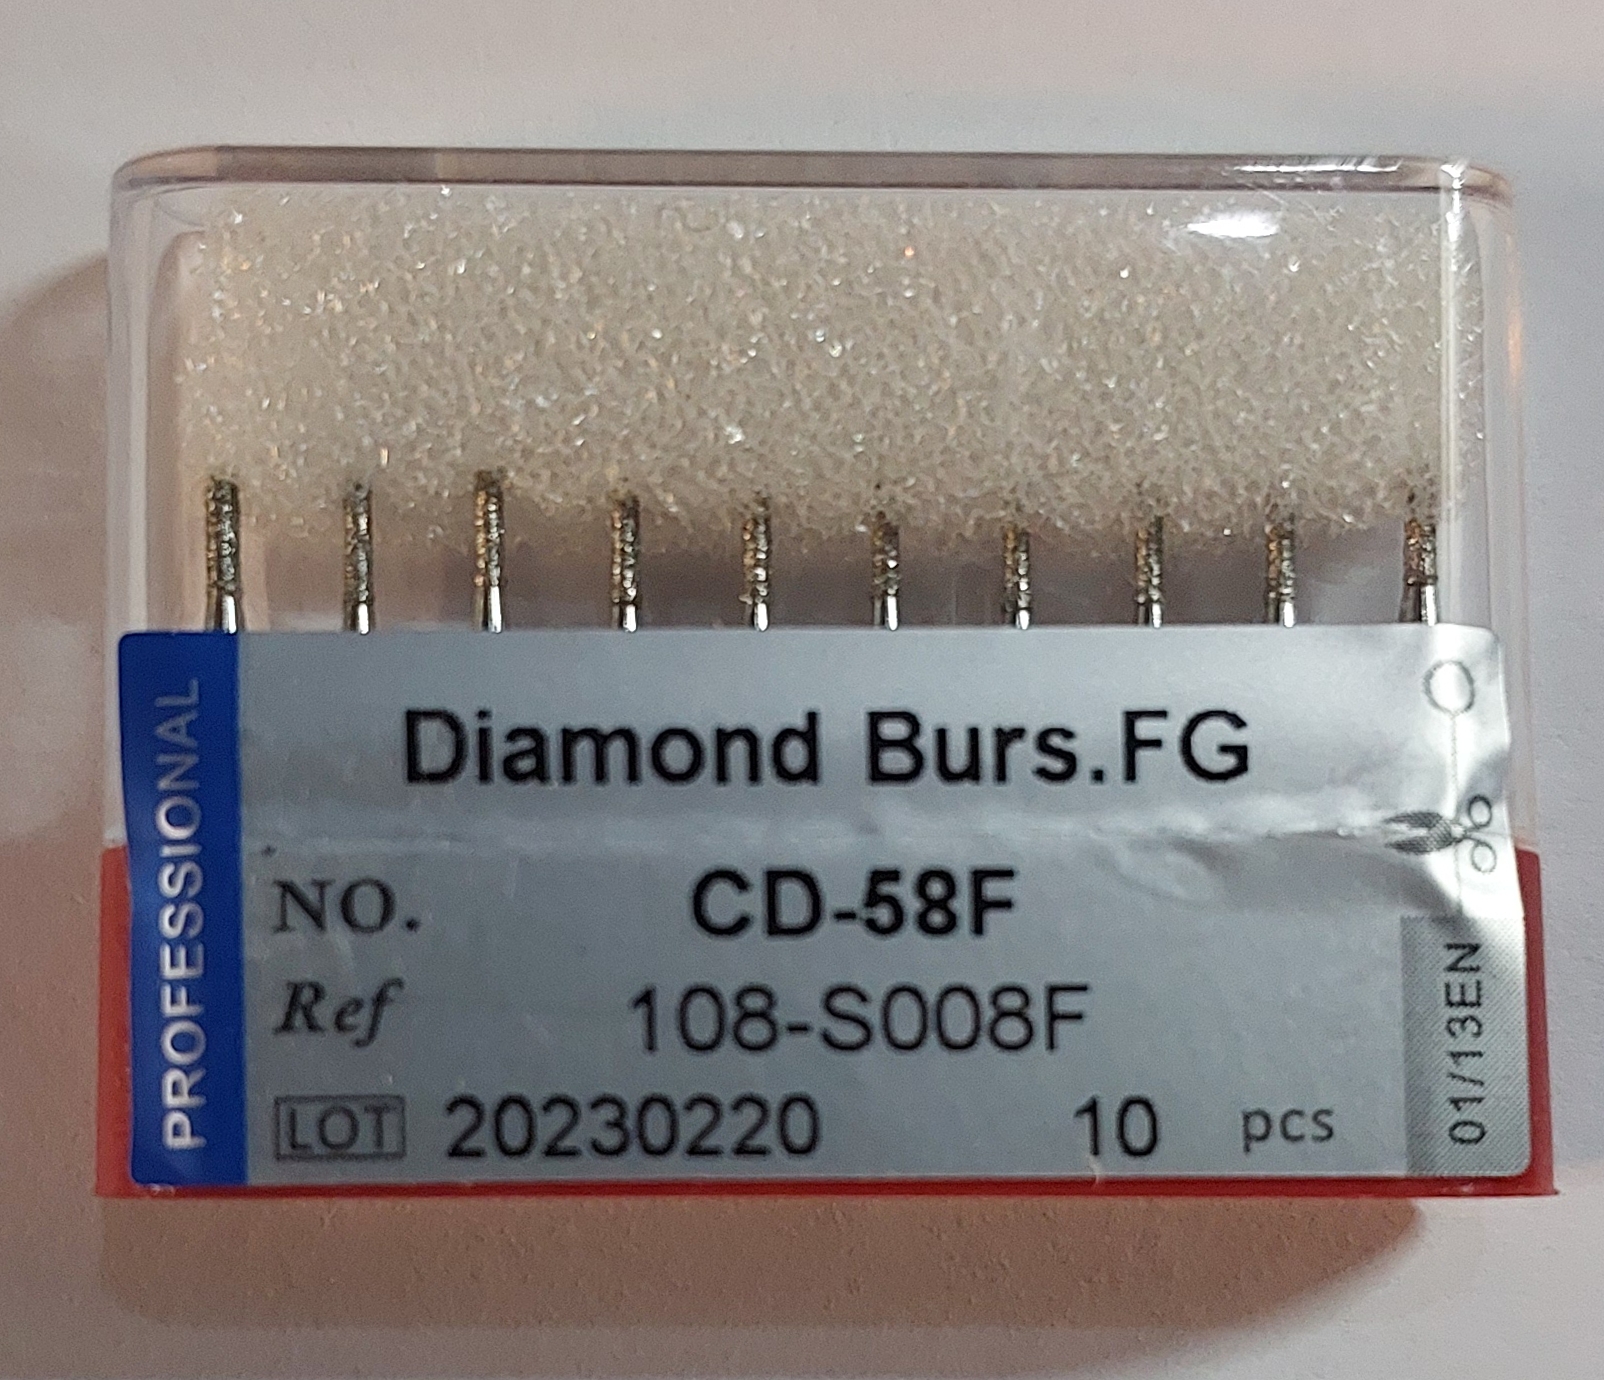 PROFESSIONAL
Diamond Burs.FG
NO. CD-58F
Ref 108-S008F
LOT 20230220 10 pcs
01/13EN